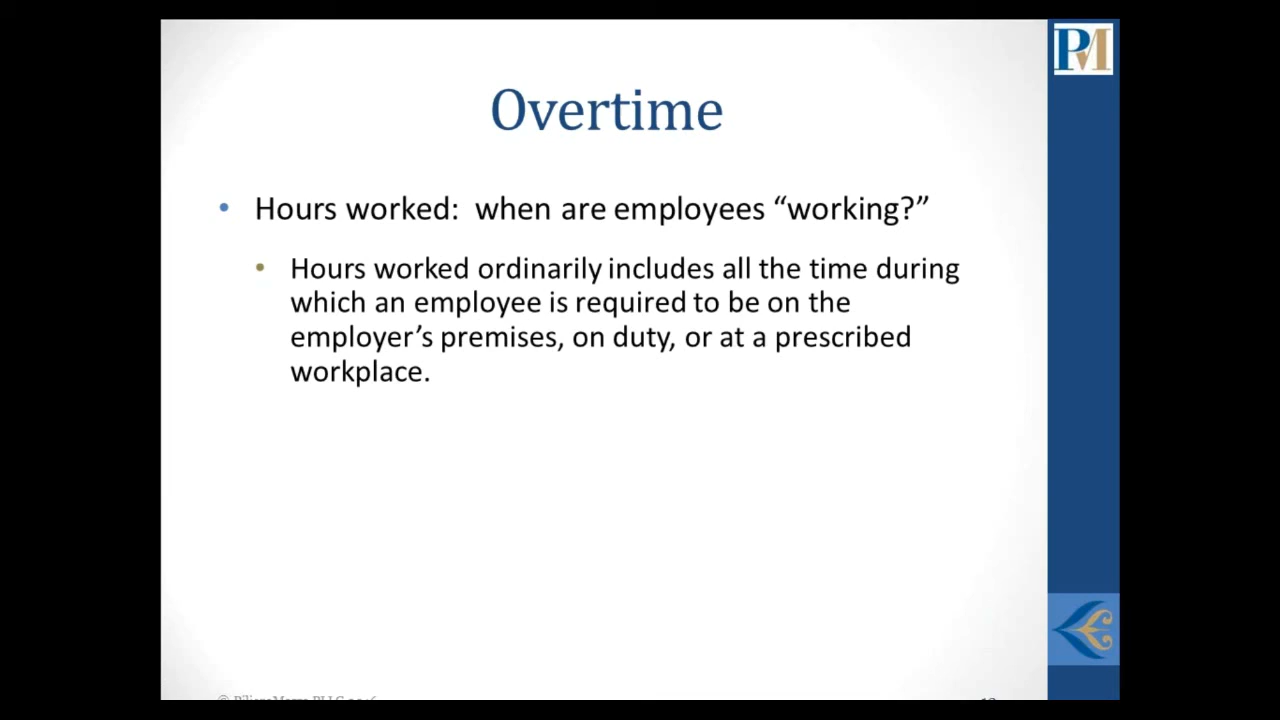 PM
Overtime
• Hours worked:  when are employees “working?”
• Hours worked ordinarily includes all the time during
which an employee is required to be on the
employer’s premises, on duty, or at a prescribed
workplace.